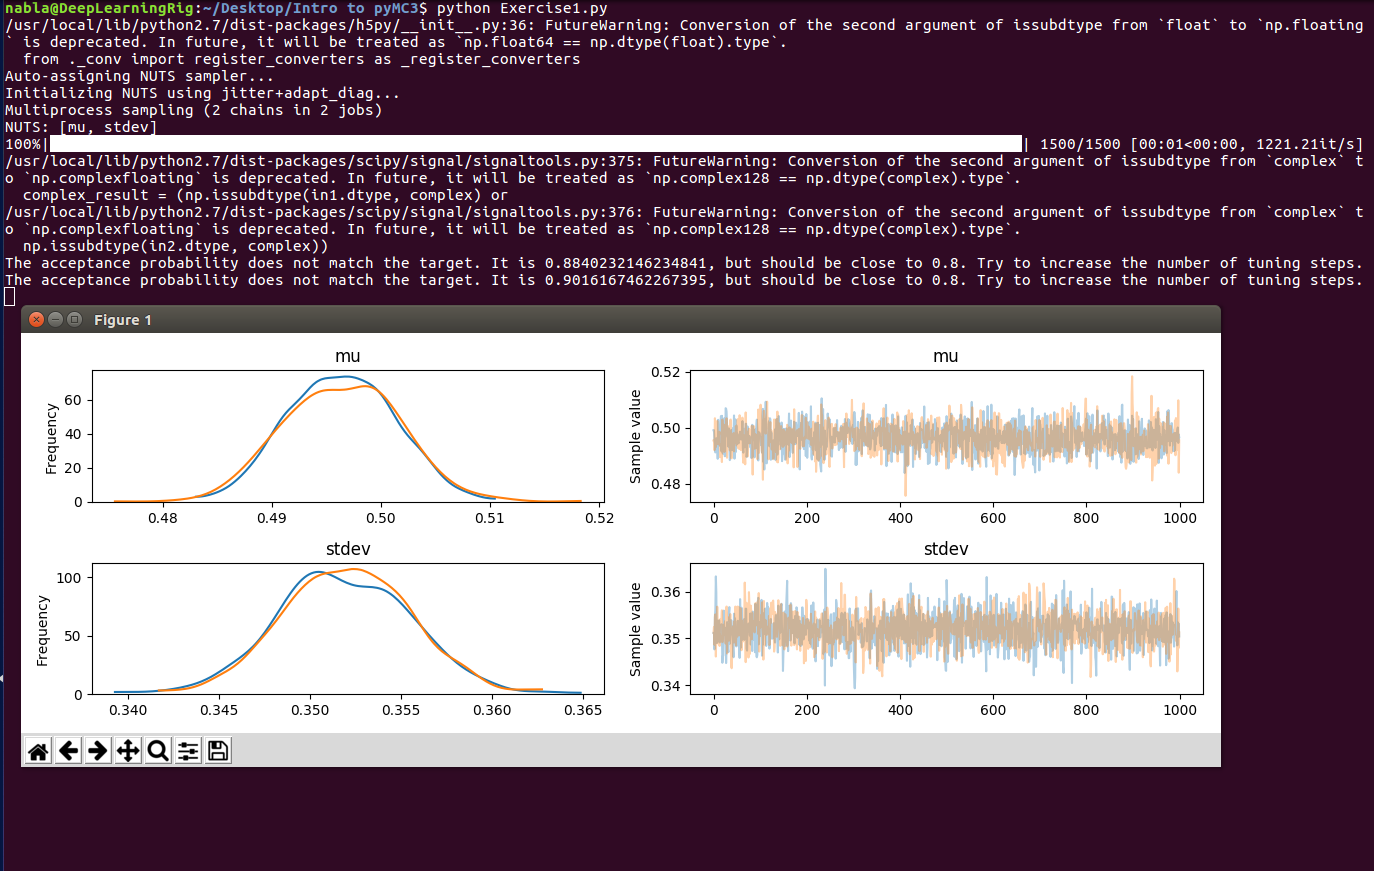 nabla@DeepLearningRig:~/Desktop/Intro to pyMC3$ python Exercise1.py
/usr/local/lib/python2.7/dist-packages/h5py/__init__.py:36: FutureWarning: Conversion of the second argument of issubdtype from `float` to `np.floating
` is deprecated. In future, it will be treated as `np.float64 == np.dtype(float).type`.
  from ._conv import register_converters as _register_converters
Auto-assigning NUTS sampler...
Initializing NUTS using jitter+adapt_diag...
Multiprocess sampling (2 chains in 2 jobs)
NUTS: [mu, stdev]
100%| | 1500/1500 [00:01<00:00, 1221.21it/s]
/usr/local/lib/python2.7/dist-packages/scipy/signal/signaltools.py:375: FutureWarning: Conversion of the second argument of issubdtype from `complex` t
o `np.complexfloating` is deprecated. In future, it will be treated as `np.complex128 == np.dtype(complex).type`.
  complex_result = (np.issubdtype(in1.dtype, complex) or
/usr/local/lib/python2.7/dist-packages/scipy/signal/signaltools.py:376: FutureWarning: Conversion of the second argument of issubdtype from `complex` t
o `np.complexfloating` is deprecated. In future, it will be treated as `np.complex128 == np.dtype(complex).type`.
  np.issubdtype(in2.dtype, complex))
The acceptance probability does not match the target. It is 0.8840232146234841, but should be close to 0.8. Try to increase the number of tuning steps.
The acceptance probability does not match the target. It is 0.9016167462267395, but should be close to 0.8. Try to increase the number of tuning steps.
Figure 1
mu
Frequency
60
40
20
0
0.48 0.49 0.50 0.51 0.52
mu
Sample value
0.52
0.50
0.48
0 200 400 600 800 1000
stdev
Frequency
100
50
0
0.340 0.345 0.350 0.355 0.360 0.365
stdev
Sample value
0.36
0.35
0.34
0 200 400 600 800 1000